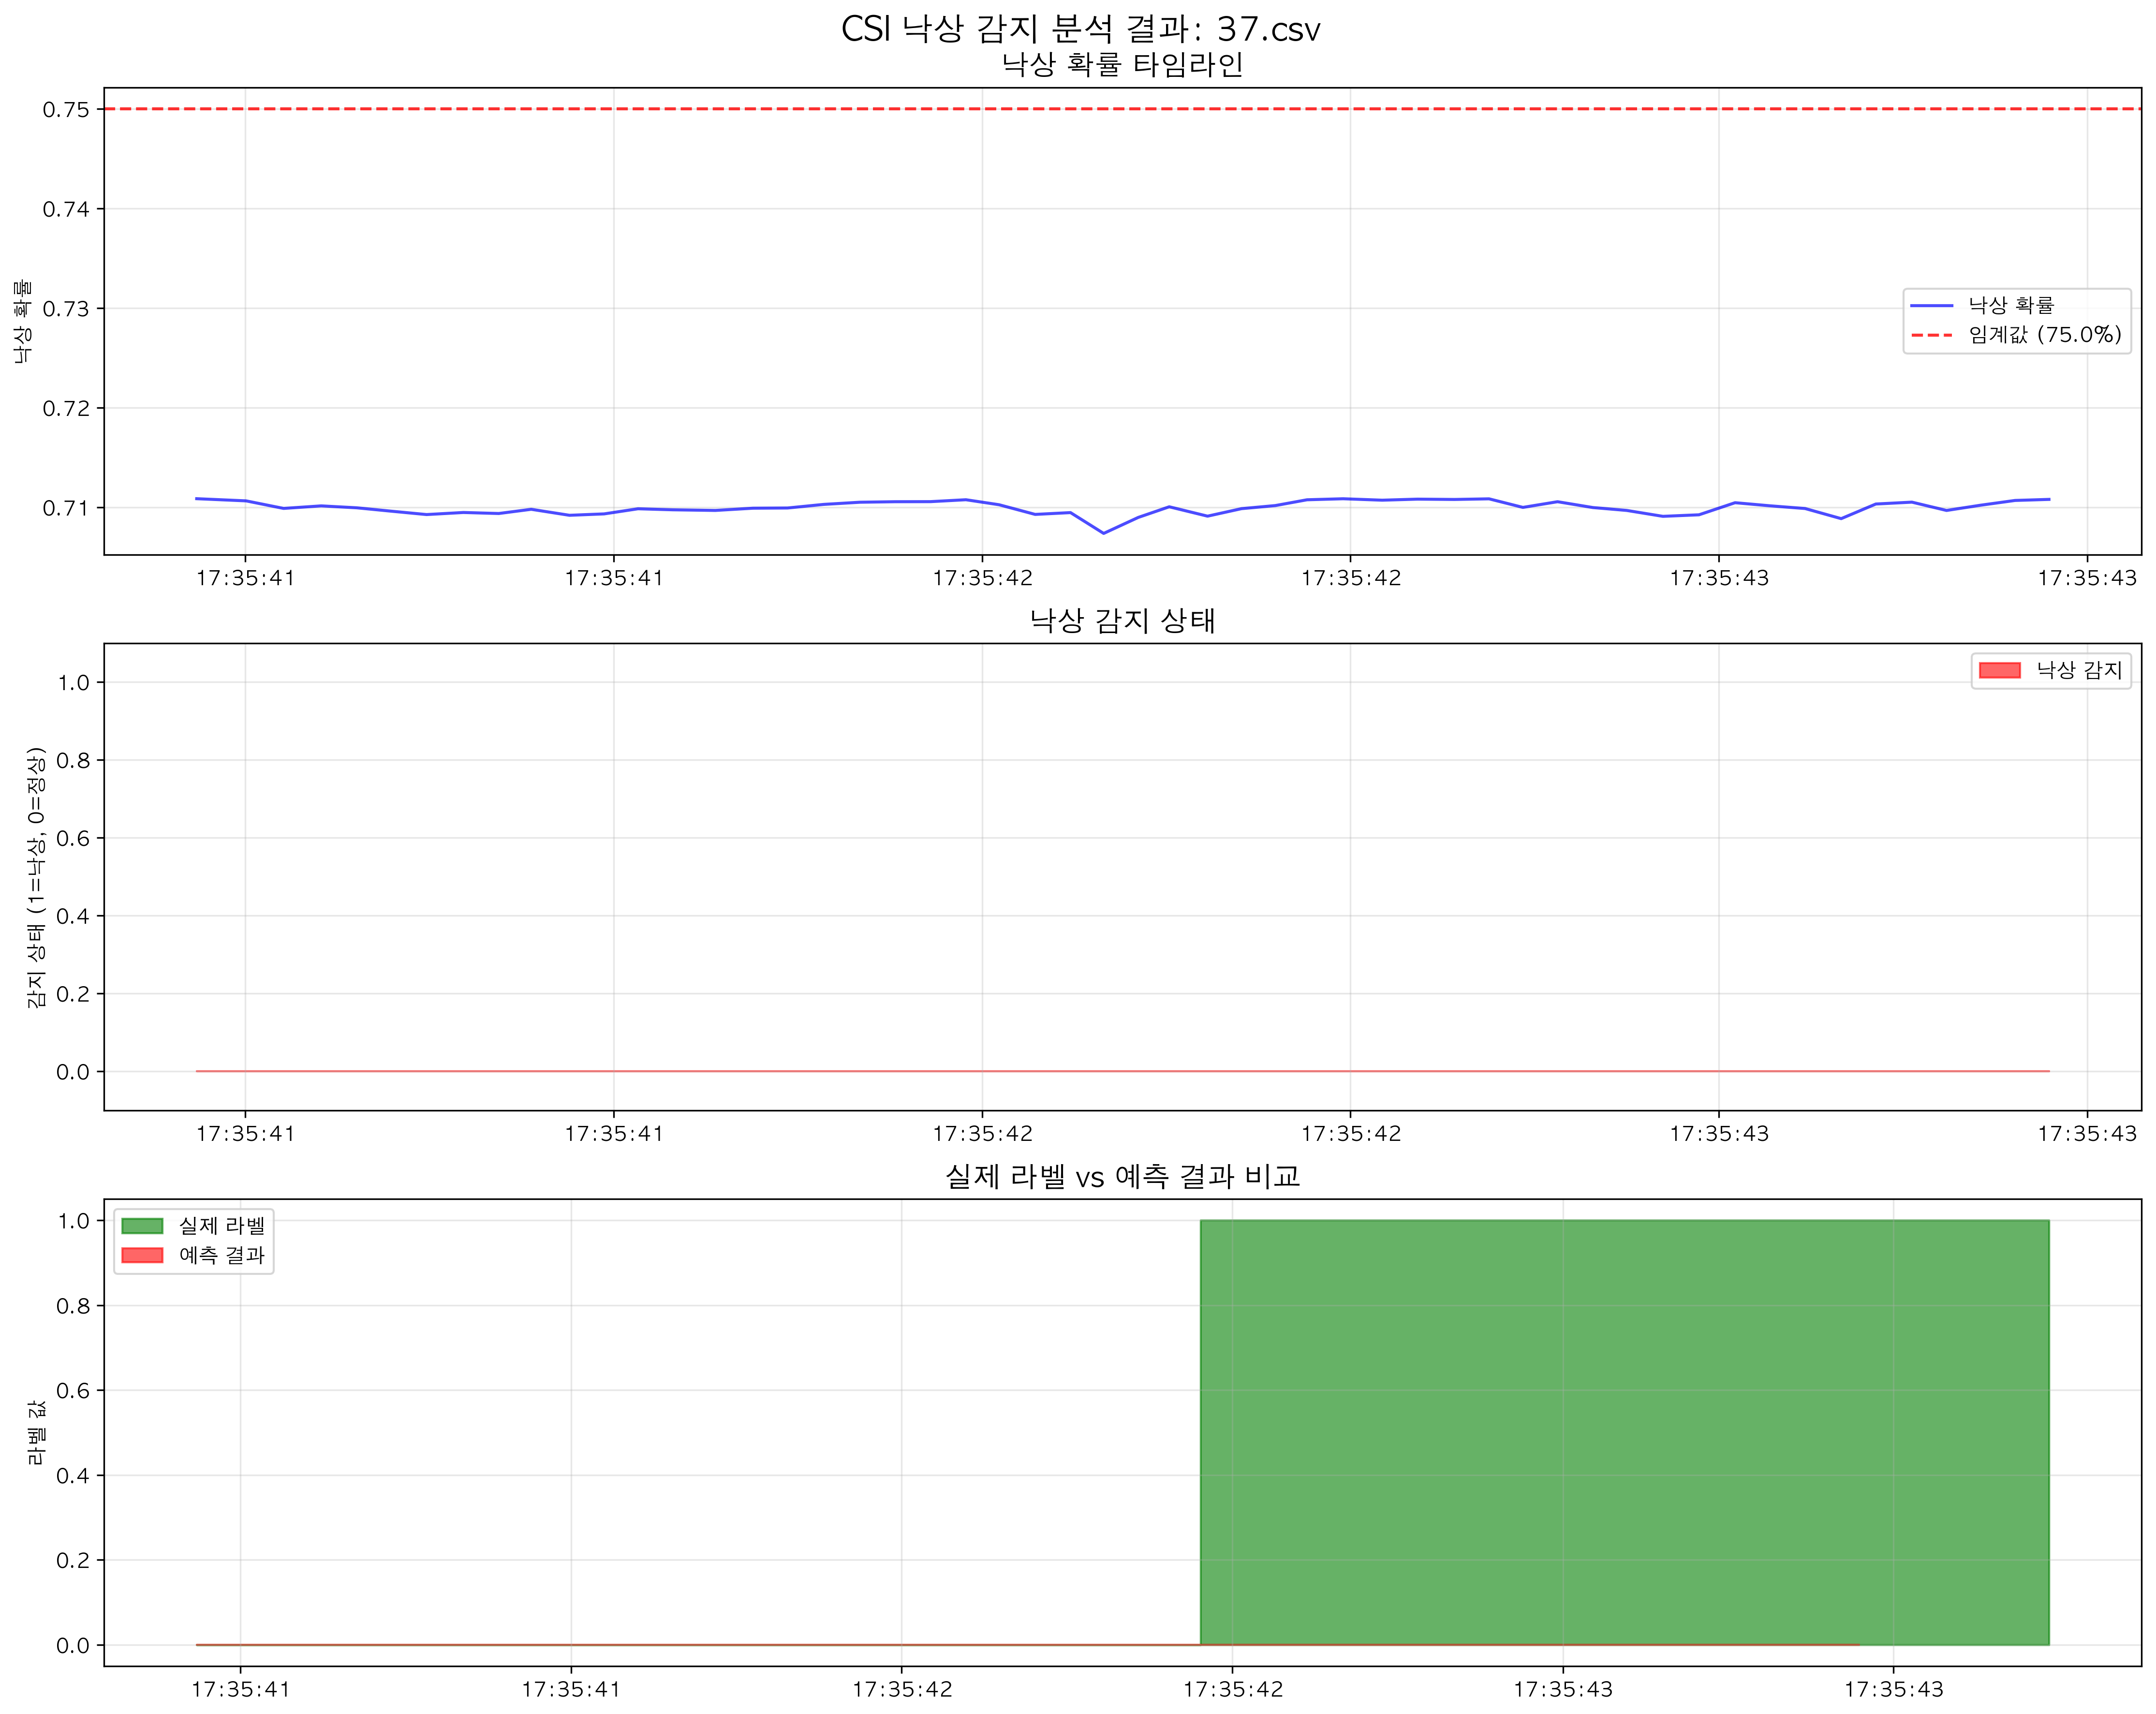 CSI 낙상 감지 분석 결과: 37.csv
낙상 확률 타임라인
낙상 확률
0.75
0.74
0.73
0.72
0.71
낙상 확률
임계값 (75.0%)
17:35:41 17:35:41 17:35:42 17:35:42 17:35:43 17:35:43
낙상 감지 상태
감지 상태 (1=낙상, 0=정상)
1.0
0.8
0.6
0.4
0.2
0.0
낙상 감지
17:35:41 17:35:41 17:35:42 17:35:42 17:35:43 17:35:43
실제 라벨 vs 예측 결과 비교
라벨 값
1.0
0.8
0.6
0.4
0.2
0.0
실제 라벨
예측 결과
17:35:41 17:35:41 17:35:42 17:35:42 17:35:43 17:35:43